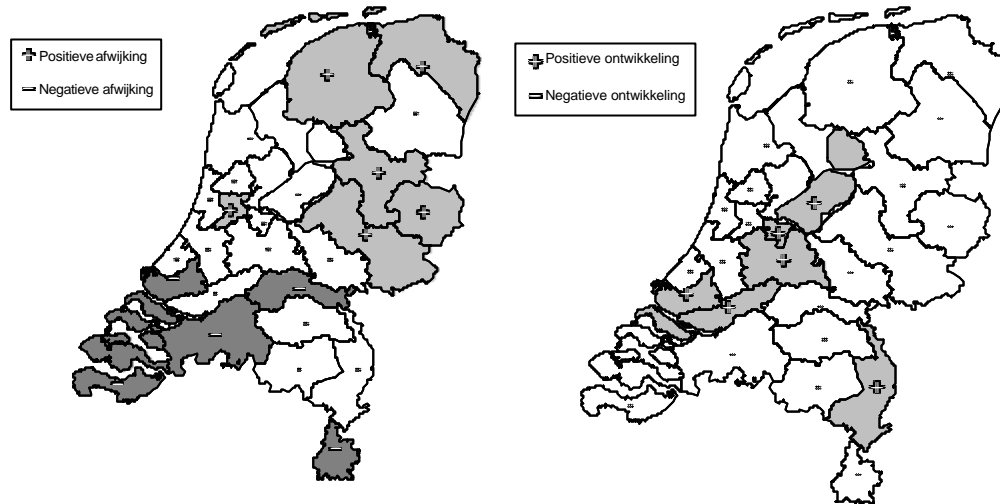 Positieve afwijking
Negatieve afwijking
Positieve ontwikkeling
Negatieve ontwikkeling